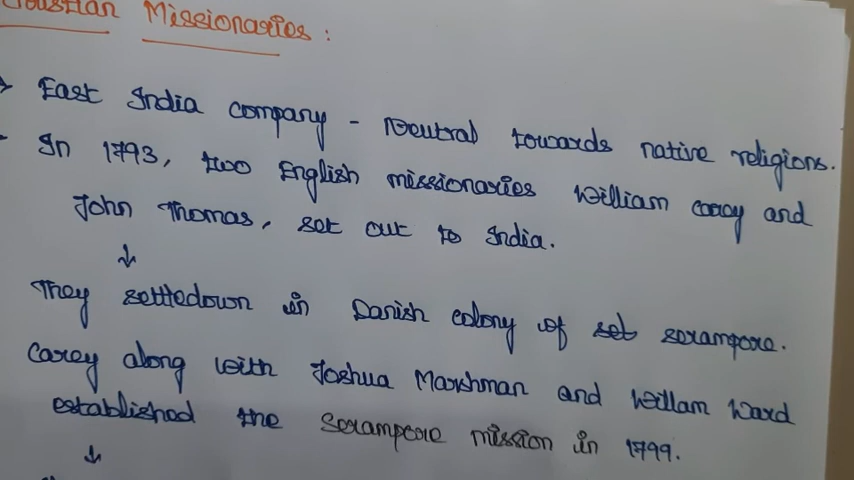 Missionaries :
East India company - Neutral towards native religions.
In 1793, two English missionaries William carey and
John Thomas, set out to India.
↓
They settledown in Danish colony of set serampore.
Carey along with Joshua Marshman and Willam Ward
established the Serampore mission in 1799.
↓